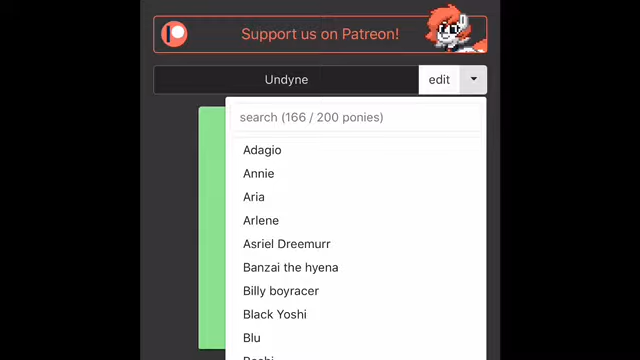 Support us on Patreon!
Undyne
edit
search (166 / 200 ponies)
Adagio
Annie
Aria
Arlene
Asriel Dreemurr
Banzai the hyena
Billy boyracer
Black Yoshi
Blu